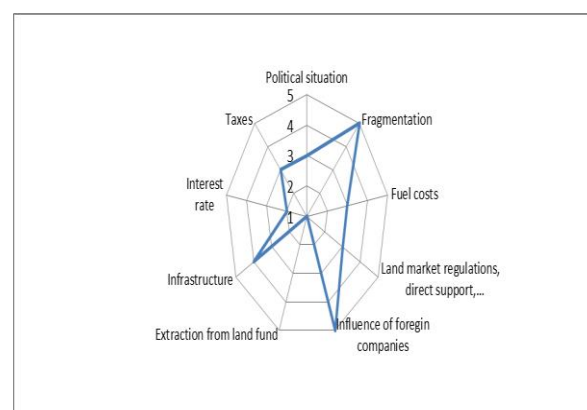 Political situation
5
4
3
2
1
Fragmentation
Fuel costs
Land market regulations,
direct support,...
Influence of foregin
companies
Extraction from land fund
Infrastructure
Interest
rate
Taxes